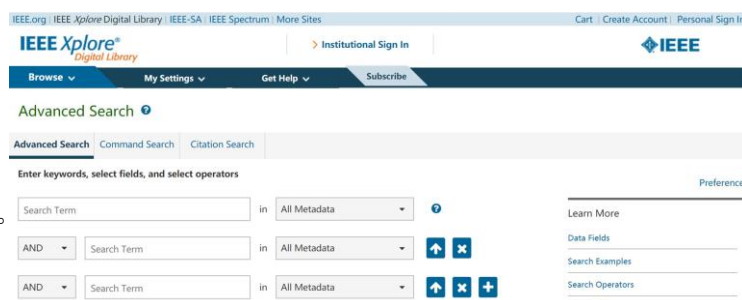 IEEE.org | IEEE Xplore Digital Library | IEEE-SA | IEEE Spectrum | More Sites Cart | Create Account | Personal Sign In
IEEE Xplore® Digital Library > Institutional Sign In IEEE
Browse My Settings Get Help Subscribe
Advanced Search ?
Advanced Search Command Search Citation Search
Enter keywords, select fields, and select operators
Preference
Search Term in All Metadata ?
Learn More
AND Search Term in All Metadata
Data Fields
Search Examples
AND Search Term in All Metadata
Search Operators